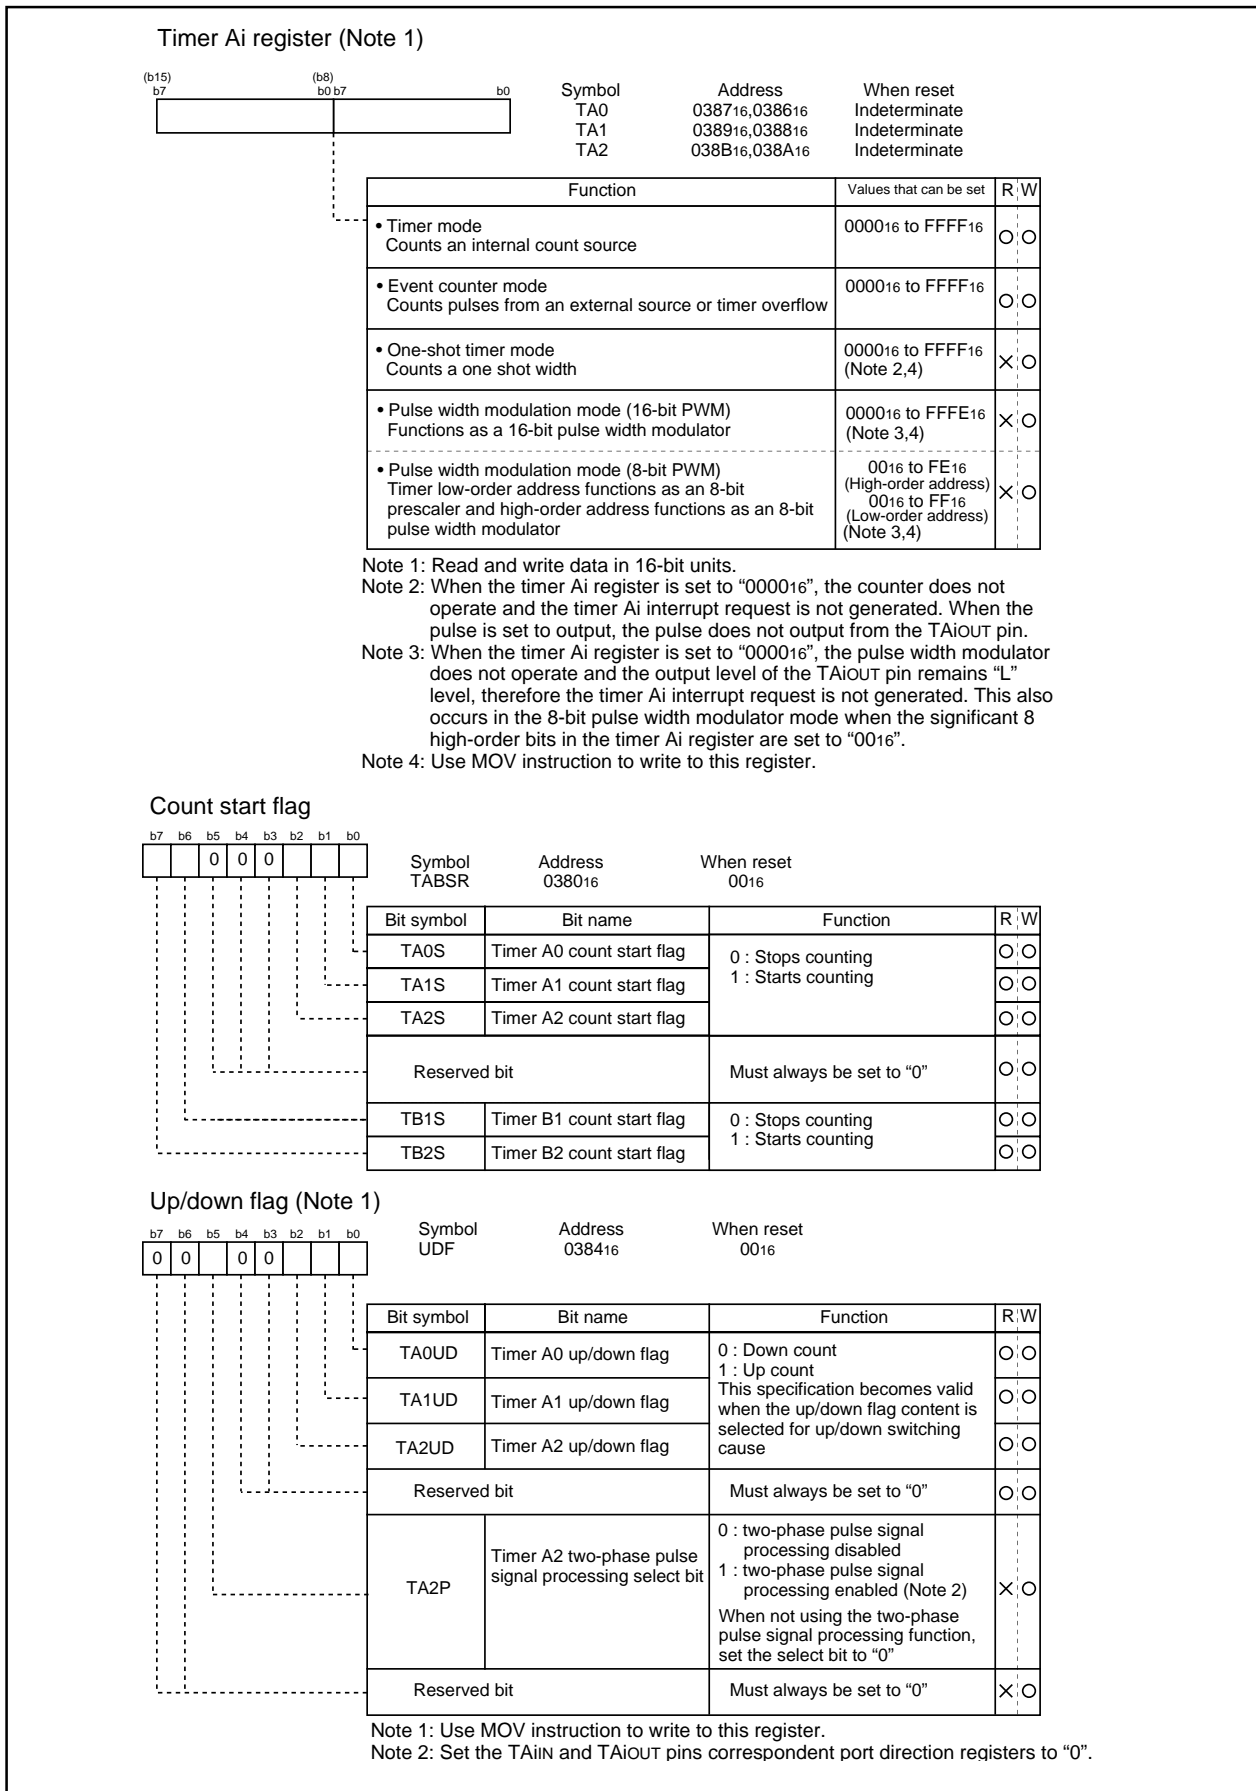 Timer Ai register (Note 1)
(b15) (b8)
b7 b0 b7 b0
Symbol Address When reset
TA0 038716,038616 Indeterminate
TA1 038916,038816 Indeterminate
TA2 038B16,038A16 Indeterminate
Function Values that can be set R W
• Timer mode 000016 to FFFF16
Counts an internal count source
• Event counter mode 000016 to FFFF16
Counts pulses from an external source or timer overflow
• One-shot timer mode 000016 to FFFF16
Counts a one shot width (Note 2,4)
• Pulse width modulation mode (16-bit PWM) 000016 to FFFE16
Functions as a 16-bit pulse width modulator (Note 3,4)
• Pulse width modulation mode (8-bit PWM) 0016 to FE16
Timer low-order address functions as an 8-bit (High-order address)
prescaler and high-order address functions as an 8-bit 0016 to FF16
pulse width modulator (Low-order address)
(Note 3,4)
Note 1: Read and write data in 16-bit units.
Note 2: When the timer Ai register is set to “000016”, the counter does not
operate and the timer Ai interrupt request is not generated. When the
pulse is set to output, the pulse does not output from the TAiOUT pin.
Note 3: When the timer Ai register is set to “000016”, the pulse width modulator
does not operate and the output level of the TAiOUT pin remains “L”
level, therefore the timer Ai interrupt request is not generated. This also
occurs in the 8-bit pulse width modulator mode when the significant 8
high-order bits in the timer Ai register are set to “0016”.
Note 4: Use MOV instruction to write to this register.
Count start flag
b7 b6 b5 b4 b3 b2 b1 b0
0 0 0
Symbol Address When reset
TABSR 038016 0016
Bit symbol Bit name Function R W
TA0S Timer A0 count start flag 0 : Stops counting
TA1S Timer A1 count start flag 1 : Starts counting
TA2S Timer A2 count start flag
Reserved bit Must always be set to “0”
TB1S Timer B1 count start flag 0 : Stops counting
TB2S Timer B2 count start flag 1 : Starts counting
Up/down flag (Note 1)
b7 b6 b5 b4 b3 b2 b1 b0
0 0 0 0
Symbol Address When reset
UDF 038416 0016
Bit symbol Bit name Function R W
TA0UD Timer A0 up/down flag 0 : Down count
1 : Up count
TA1UD Timer A1 up/down flag This specification becomes valid
when the up/down flag content is
TA2UD Timer A2 up/down flag selected for up/down switching
cause
Reserved bit Must always be set to “0”
TA2P Timer A2 two-phase pulse
signal processing select bit
0 : two-phase pulse signal
processing disabled
1 : two-phase pulse signal
processing enabled (Note 2)
When not using the two-phase
pulse signal processing function,
set the select bit to “0”
Reserved bit Must always be set to “0”
Note 1: Use MOV instruction to write to this register.
Note 2: Set the TAiIN and TAiOUT pins correspondent port direction registers to “0”.